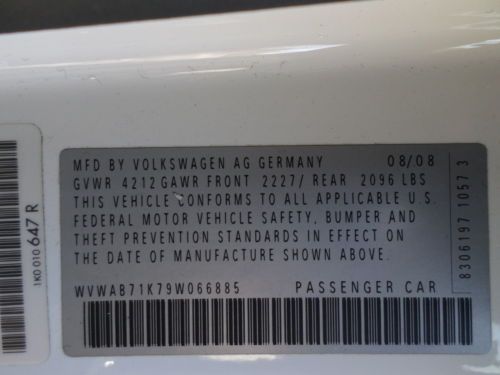 MFD BY VOLKSWAGEN AG GERMANY 08/08
GVWR 4212 GAWR FRONT 2227/ REAR 2096 LBS
THIS VEHICLE CONFORMS TO ALL APPLICABLE U.S.
FEDERAL MOTOR VEHICLE SAFETY, BUMPER AND
THEFT PREVENTION STANDARDS IN EFFECT ON
THE DATE OF MANUFACTURE SHOWN ABOVE.
WVWAB71K79W066885 PASSENGER CAR
8306197 1057 3
1K0 010 647 R